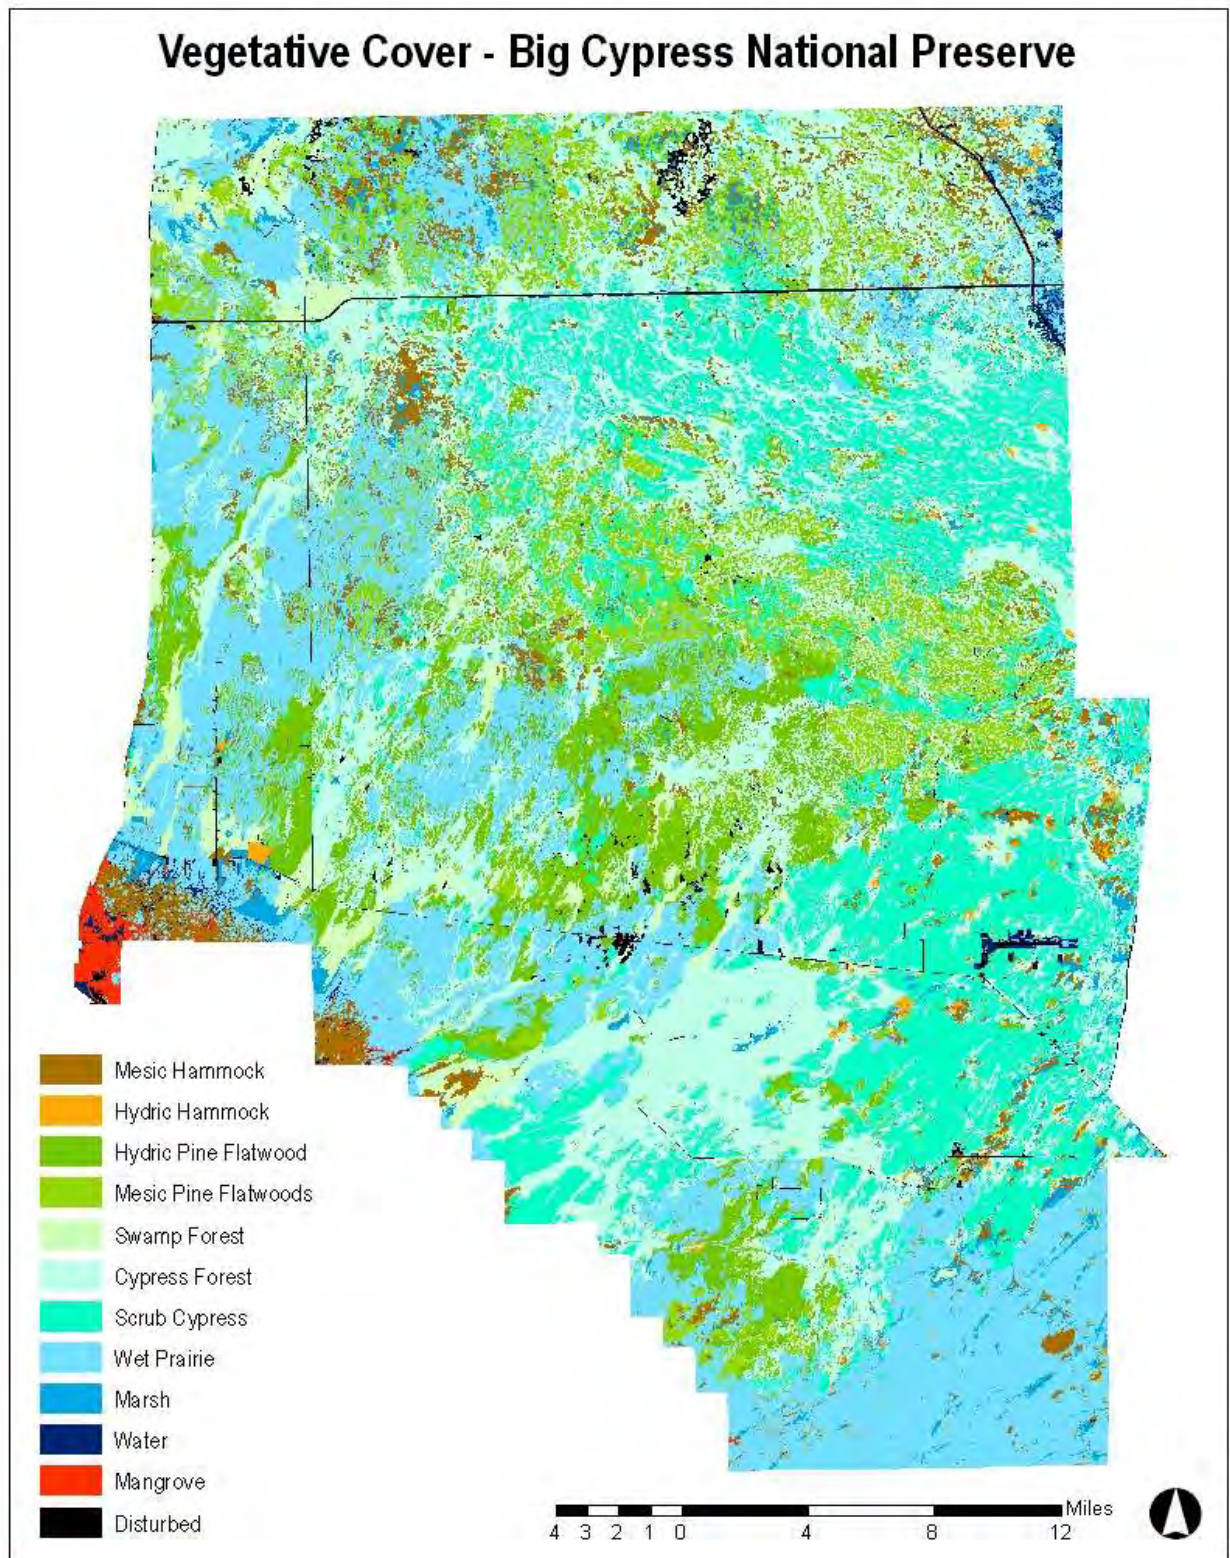 Vegetative Cover - Big Cypress National Preserve
Mesic Hammock
Hydric Hammock
Hydric Pine Flatwood
Mesic Pine Flatwoods
Swamp Forest
Cypress Forest
Scrub Cypress
Wet Prairie
Marsh
Water
Mangrove
Disturbed
Miles
4 3 2 1 0 4 8 12